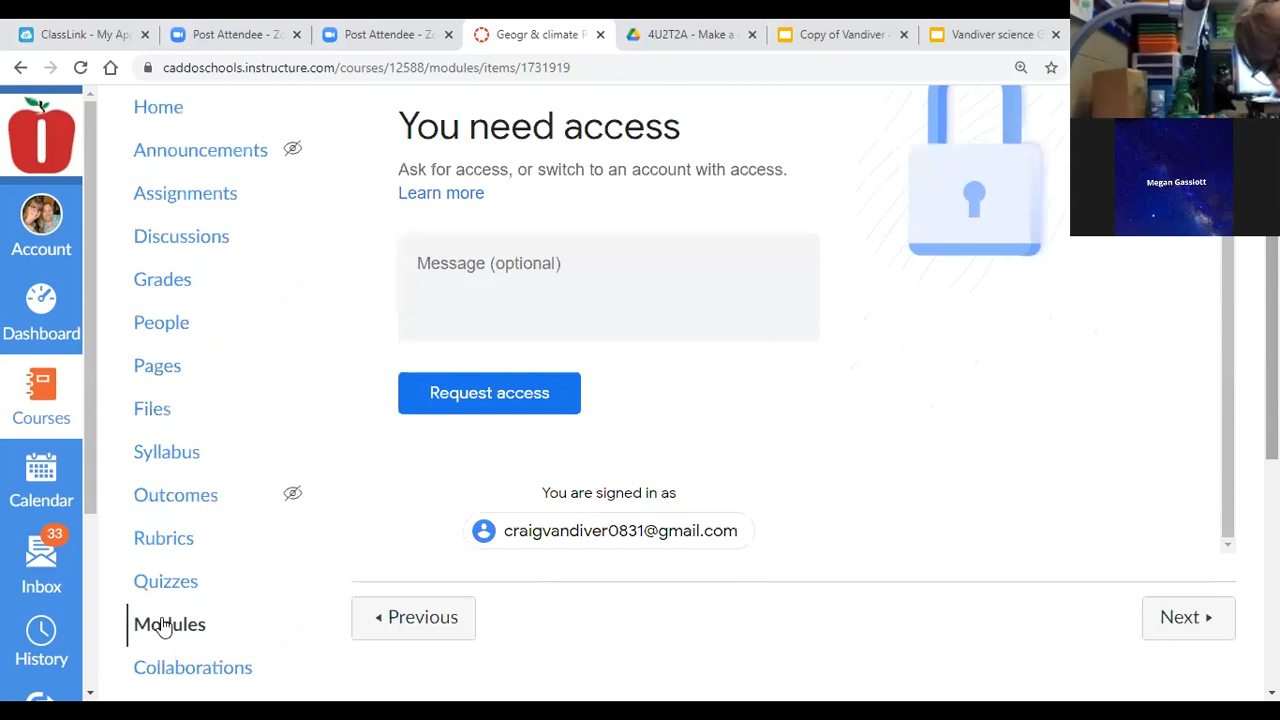 ClassLink - My Ap
Post Attendee - Zo
Post Attendee - Zo
Geogr & climate P
4U2T2A - Make S
Copy of Vandiver
Vandiver science G
caddoschools.instructure.com/courses/12588/modules/items/1731919
Home
Announcements
Assignments
Discussions
Grades
People
Pages
Files
Syllabus
Outcomes
Rubrics
Quizzes
Modules
Collaborations
Account
Dashboard
Courses
Calendar
33
Inbox
History
You need access
Ask for access, or switch to an account with access.
Learn more
Message (optional)
Request access
You are signed in as
craigvandiver0831@gmail.com
Previous
Next
Megan Gassiott